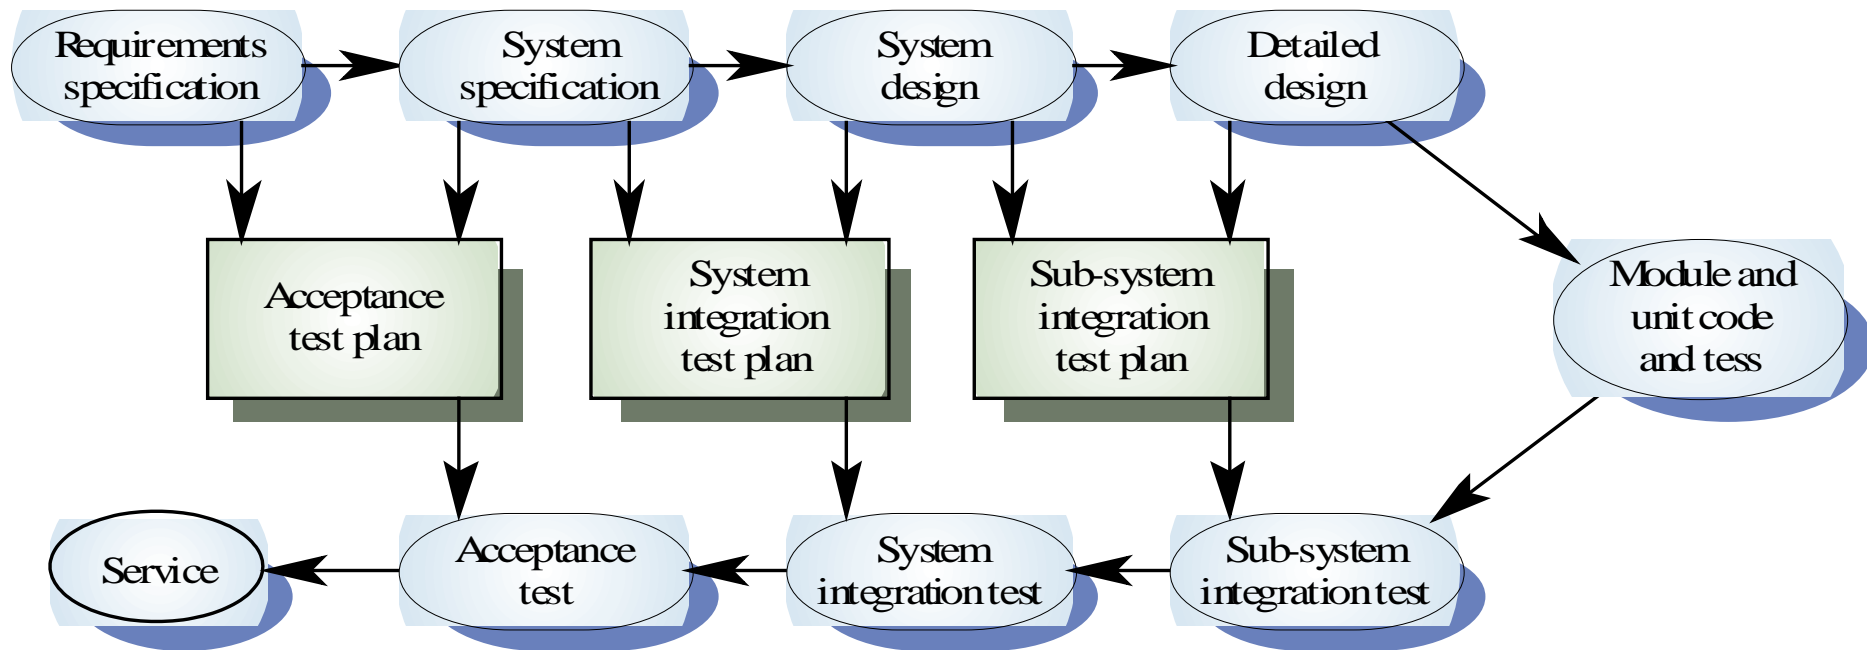 Requirements
specification
System
specification
System
design
Detailed
design
Acceptance
test plan
System
integration
test plan
Sub-system
integration
test plan
Module and
unit code
and tess
Service
Acceptance
test
System
integration test
Sub-system
integration test